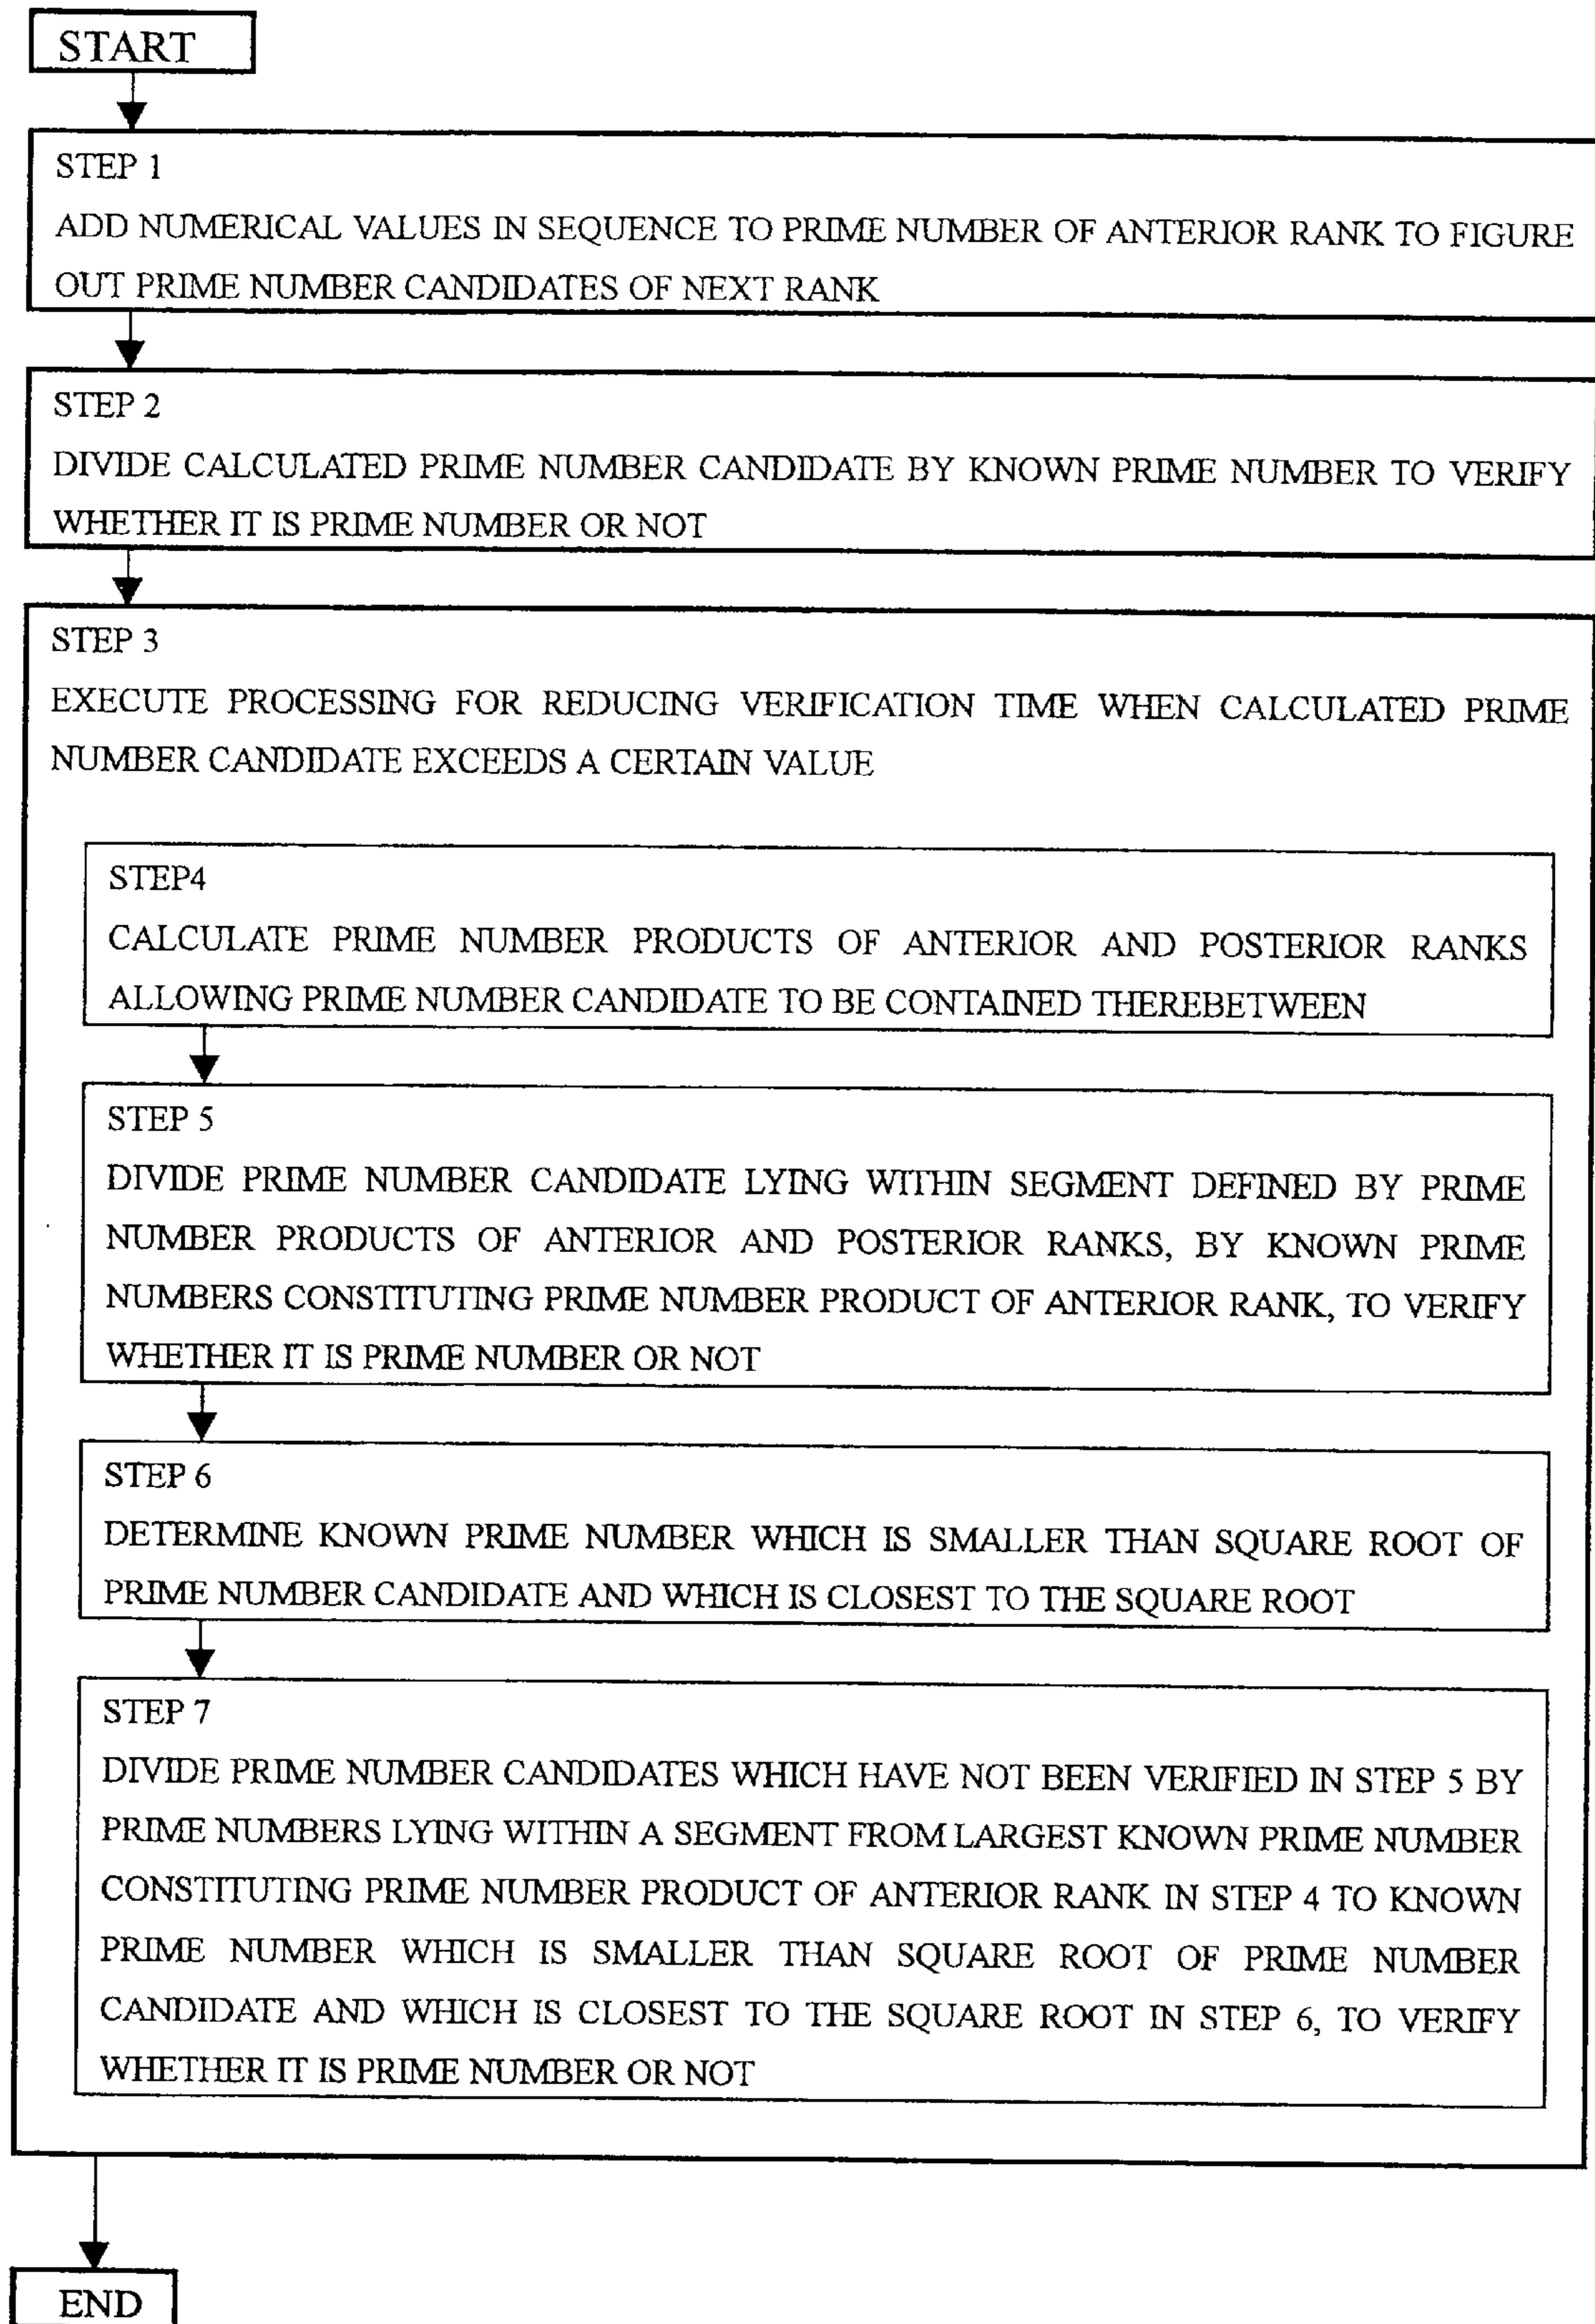 START
STEP 1
ADD NUMERICAL VALUES IN SEQUENCE TO PRIME NUMBER OF ANTERIOR RANK TO FIGURE
OUT PRIME NUMBER CANDIDATES OF NEXT RANK
STEP 2
DIVIDE CALCULATED PRIME NUMBER CANDIDATE BY KNOWN PRIME NUMBER TO VERIFY
WHETHER IT IS PRIME NUMBER OR NOT
STEP 3
EXECUTE PROCESSING FOR REDUCING VERIFICATION TIME WHEN CALCULATED PRIME
NUMBER CANDIDATE EXCEEDS A CERTAIN VALUE
STEP4
CALCULATE PRIME NUMBER PRODUCTS OF ANTERIOR AND POSTERIOR RANKS
ALLOWING PRIME NUMBER CANDIDATE TO BE CONTAINED THEREBETWEEN
STEP 5
DIVIDE PRIME NUMBER CANDIDATE LYING WITHIN SEGMENT DEFINED BY PRIME
NUMBER PRODUCTS OF ANTERIOR AND POSTERIOR RANKS, BY KNOWN PRIME
NUMBERS CONSTITUTING PRIME NUMBER PRODUCT OF ANTERIOR RANK, TO VERIFY
WHETHER IT IS PRIME NUMBER OR NOT
STEP 6
DETERMINE KNOWN PRIME NUMBER WHICH IS SMALLER THAN SQUARE ROOT OF
PRIME NUMBER CANDIDATE AND WHICH IS CLOSEST TO THE SQUARE ROOT
STEP 7
DIVIDE PRIME NUMBER CANDIDATES WHICH HAVE NOT BEEN VERIFIED IN STEP 5 BY
PRIME NUMBERS LYING WITHIN A SEGMENT FROM LARGEST KNOWN PRIME NUMBER
CONSTITUTING PRIME NUMBER PRODUCT OF ANTERIOR RANK IN STEP 4 TO KNOWN
PRIME NUMBER WHICH IS SMALLER THAN SQUARE ROOT OF PRIME NUMBER
CANDIDATE AND WHICH IS CLOSEST TO THE SQUARE ROOT IN STEP 6, TO VERIFY
WHETHER IT IS PRIME NUMBER OR NOT
END